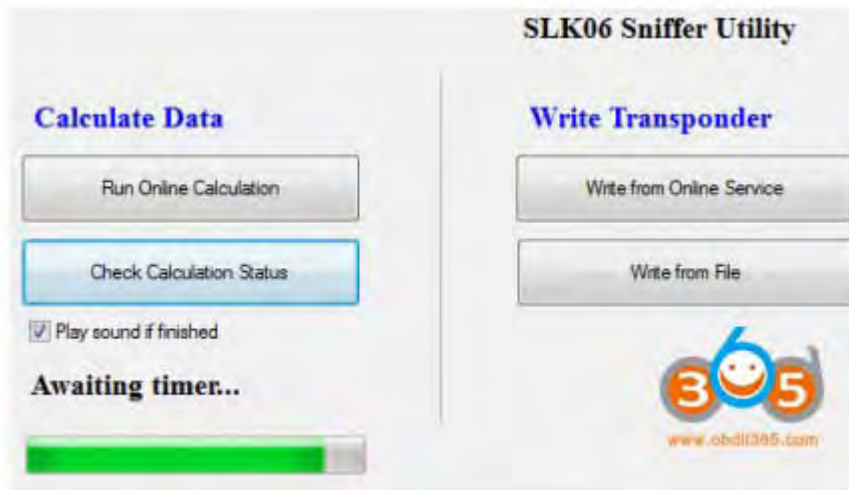 SLK06 Sniffer Utility
Calculate Data
Run Online Calculation
Check Calculation Status
Play sound if finished
Awaiting timer...
Write Transponder
Write from Online Service
Write from File
365
www.obdii365.com